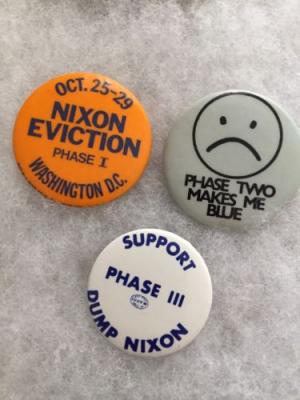 OCT. 25-29
NIXON
EVICTION
PHASE I
WASHINGTON D.C.
PHASE TWO
MAKES ME
BLUE
SUPPORT
PHASE III
DUMP NIXON